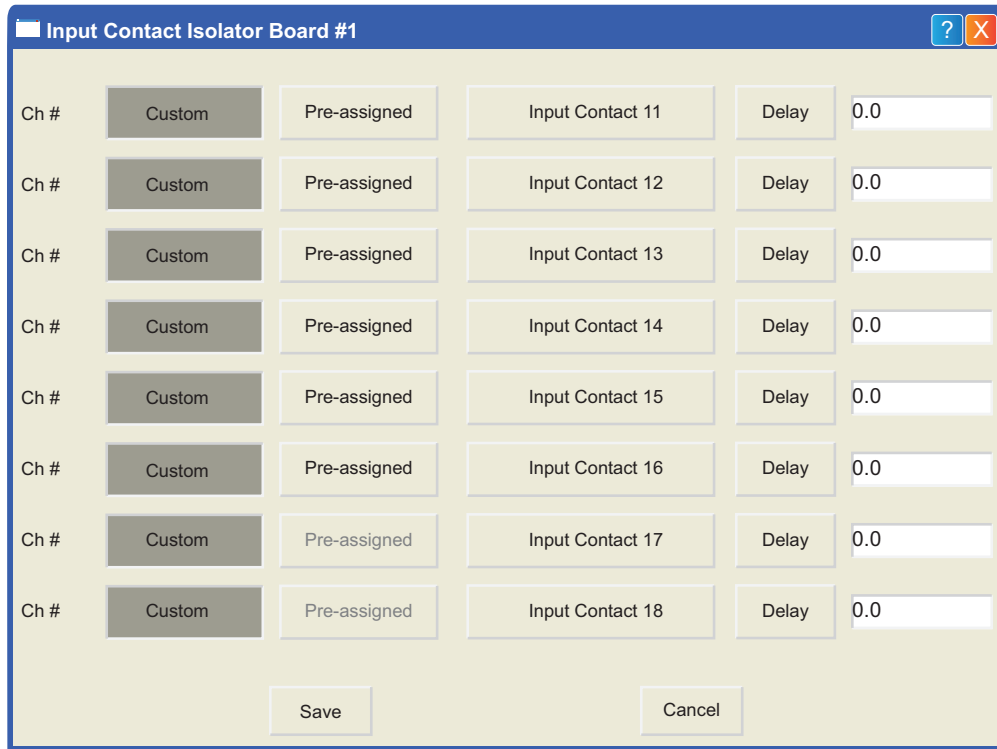 Input Contact Isolator Board #1 ? X
Ch # Custom Pre-assigned Input Contact 11 Delay 0.0
Ch # Custom Pre-assigned Input Contact 12 Delay 0.0
Ch # Custom Pre-assigned Input Contact 13 Delay 0.0
Ch # Custom Pre-assigned Input Contact 14 Delay 0.0
Ch # Custom Pre-assigned Input Contact 15 Delay 0.0
Ch # Custom Pre-assigned Input Contact 16 Delay 0.0
Ch # Custom Pre-assigned Input Contact 17 Delay 0.0
Ch # Custom Pre-assigned Input Contact 18 Delay 0.0
Save Cancel